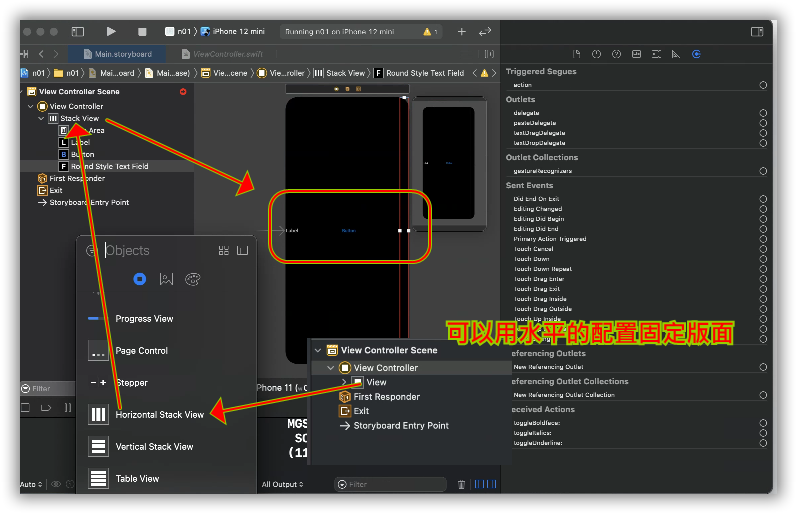 n01 〉 iPhone 12 mini
Running n01 on iPhone 12 mini
1
Main.storyboard
ViewController.swift
n01 〉 n01 〉 Mai...oard 〉 Mai...ase) 〉 View C...cene 〉 View C...roller 〉 Stack View 〉 F Round Style Text Field
View Controller Scene
View Controller
Stack View
Area
L Label
B Button
F Round Style Text Field
First Responder
Exit
Storyboard Entry Point
Objects
Progress View
Page Control
Stepper
Horizontal Stack View
Vertical Stack View
Table View
Filter
Auto
Label
Button
可以用水平的配置固定版面
View Controller Scene
View Controller
View
First Responder
Exit
Storyboard Entry Point
iPhone 11
MGS
SC
(11
All Output
Filter
Triggered Segues
action
Outlets
delegate
pasteDelegate
textDragDelegate
textDropDelegate
Outlet Collections
gestureRecognizers
Sent Events
Did End On Exit
Editing Changed
Editing Did Begin
Editing Did End
Primary Action Triggered
Touch Cancel
Touch Down
Touch Down Repeat
Touch Drag Enter
Touch Drag Exit
Touch Drag Inside
Touch Drag Outside
Touch Up Inside
eferencing Outlets
New Referencing Outlet
eferencing Outlet Collections
New Referencing Outlet Collection
eceived Actions
toggleBoldface:
toggleItalics:
toggleUnderline: